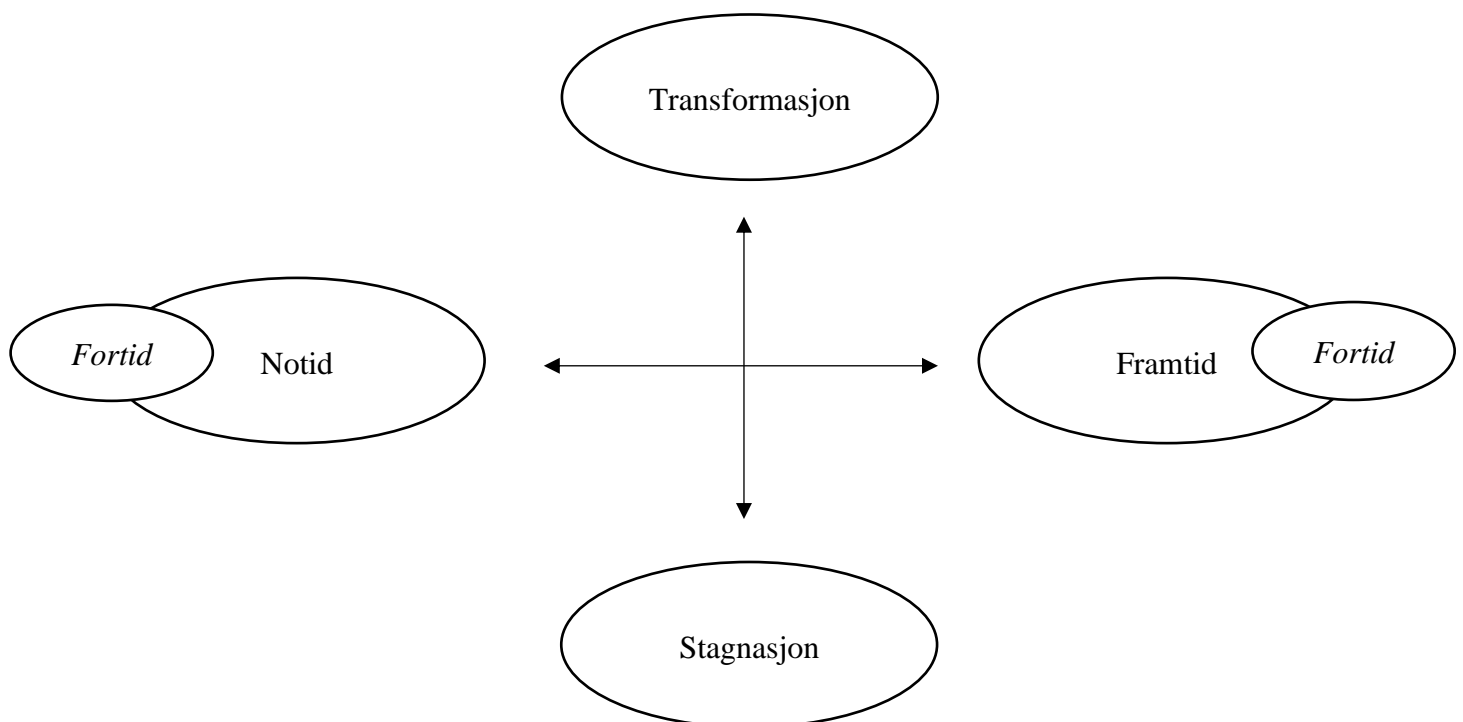 Transformasjon
Fortid
Notid
Framtid
Fortid
Stagnasjon